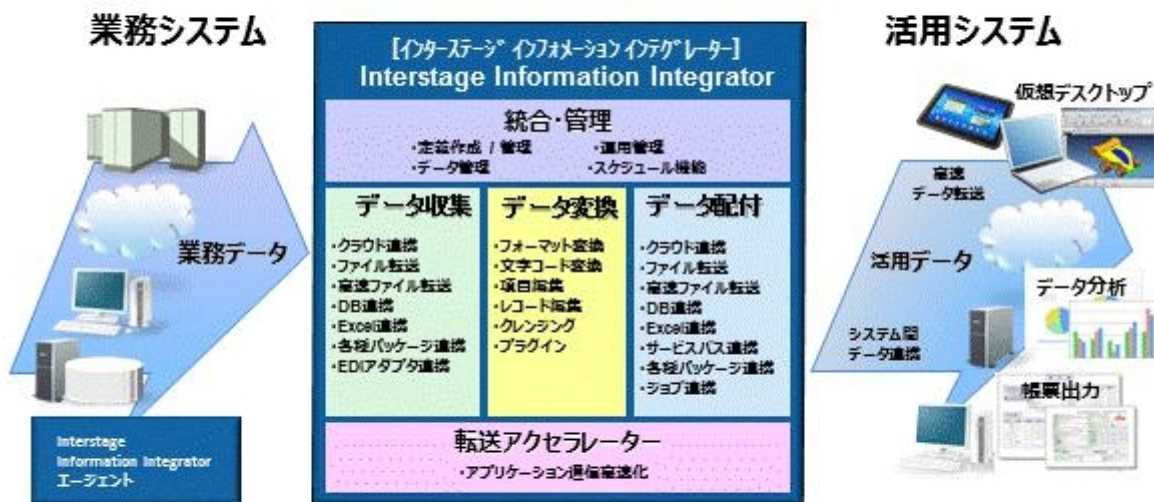 業務システム
業務データ
Interstage
Information Integrator
エージェント
[インターステージ インフォメーション インテグレーター]
Interstage Information Integrator
統合・管理
・定義作成 / 管理
・運用管理
・データ管理
・スケジュール機能
データ収集
・クラウド連携
・ファイル転送
・高速ファイル転送
・DB連携
・Excel連携
・各種パッケージ連携
・EDIアダプタ連携
データ変換
・フォーマット変換
・文字コード変換
・項目編集
・レコード編集
・クレンジング
・プラグイン
データ配付
・クラウド連携
・ファイル転送
・高速ファイル転送
・DB連携
・Excel連携
・サービスバス連携
・各種パッケージ連携
・ジョブ連携
転送アクセラレーター
・アプリケーション通信高速化
活用システム
仮想デスクトップ
高速
データ転送
活用データ
データ分析
システム間
データ連携
帳票出力